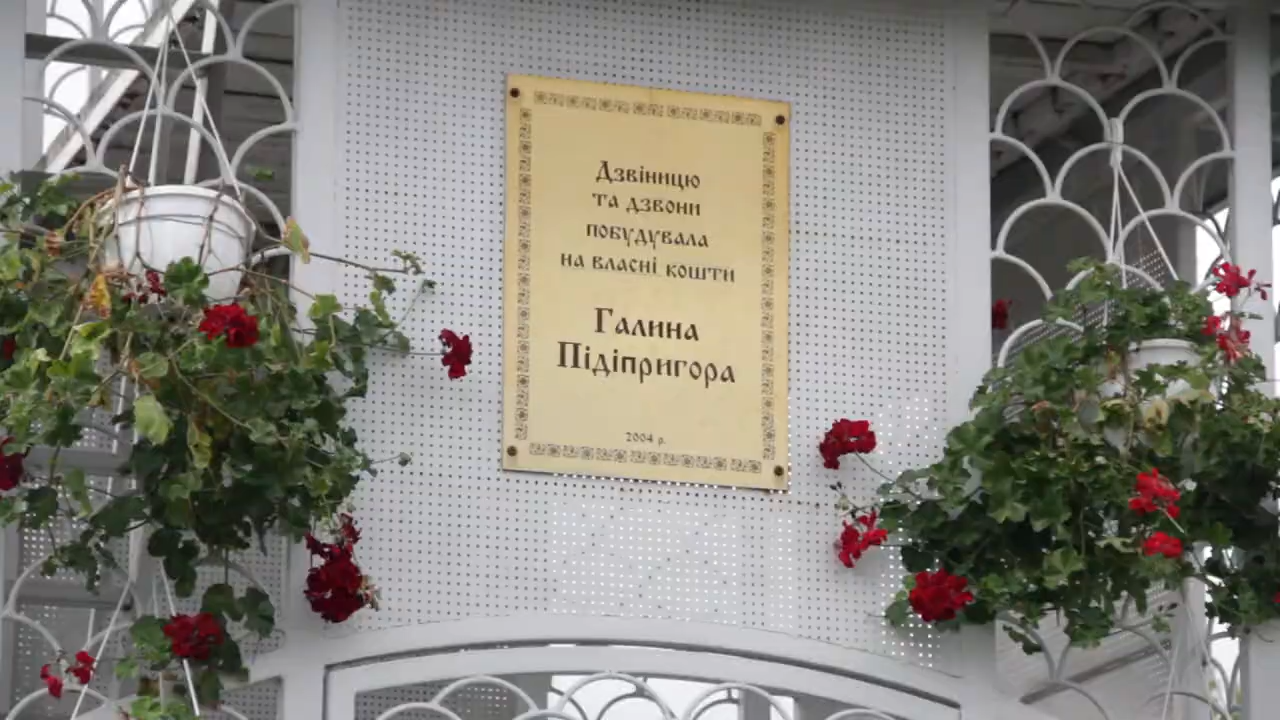 Дзвіницю
та дзвони
побудувала
на власні кошти
Галина
Підіпригора
2004 р.